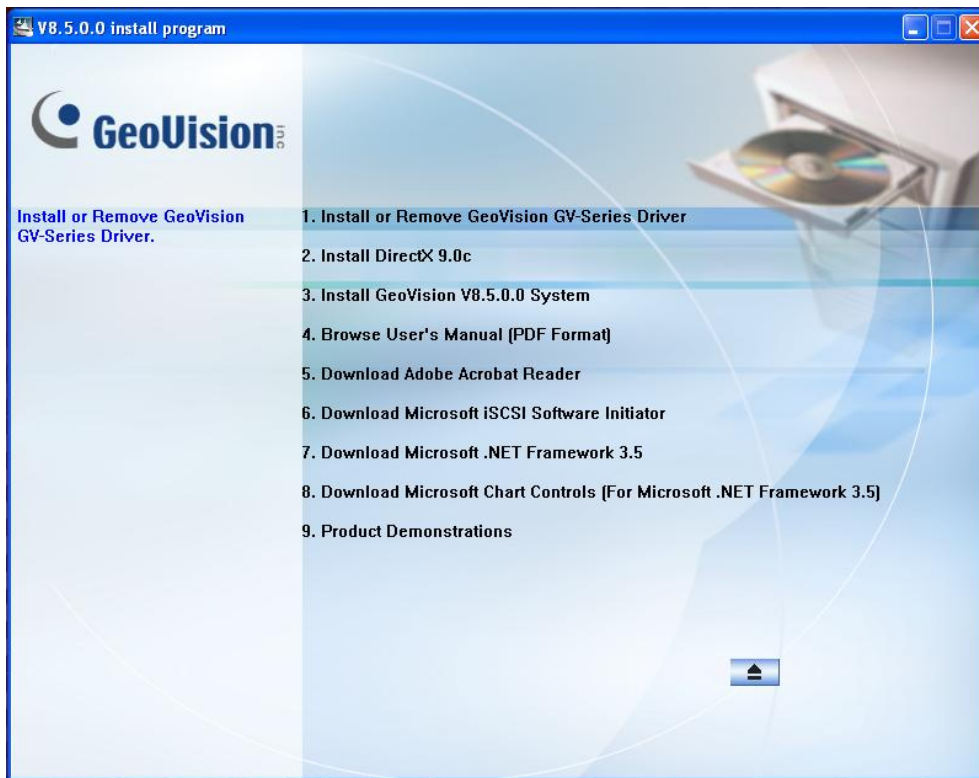 V8.5.0.0 install program
GeoVision inc
Install or Remove GeoVision
GV-Series Driver.
1. Install or Remove GeoVision GV-Series Driver
2. Install DirectX 9.0c
3. Install GeoVision V8.5.0.0 System
4. Browse User's Manual (PDF Format)
5. Download Adobe Acrobat Reader
6. Download Microsoft iSCSI Software Initiator
7. Download Microsoft .NET Framework 3.5
8. Download Microsoft Chart Controls (For Microsoft .NET Framework 3.5)
9. Product Demonstrations